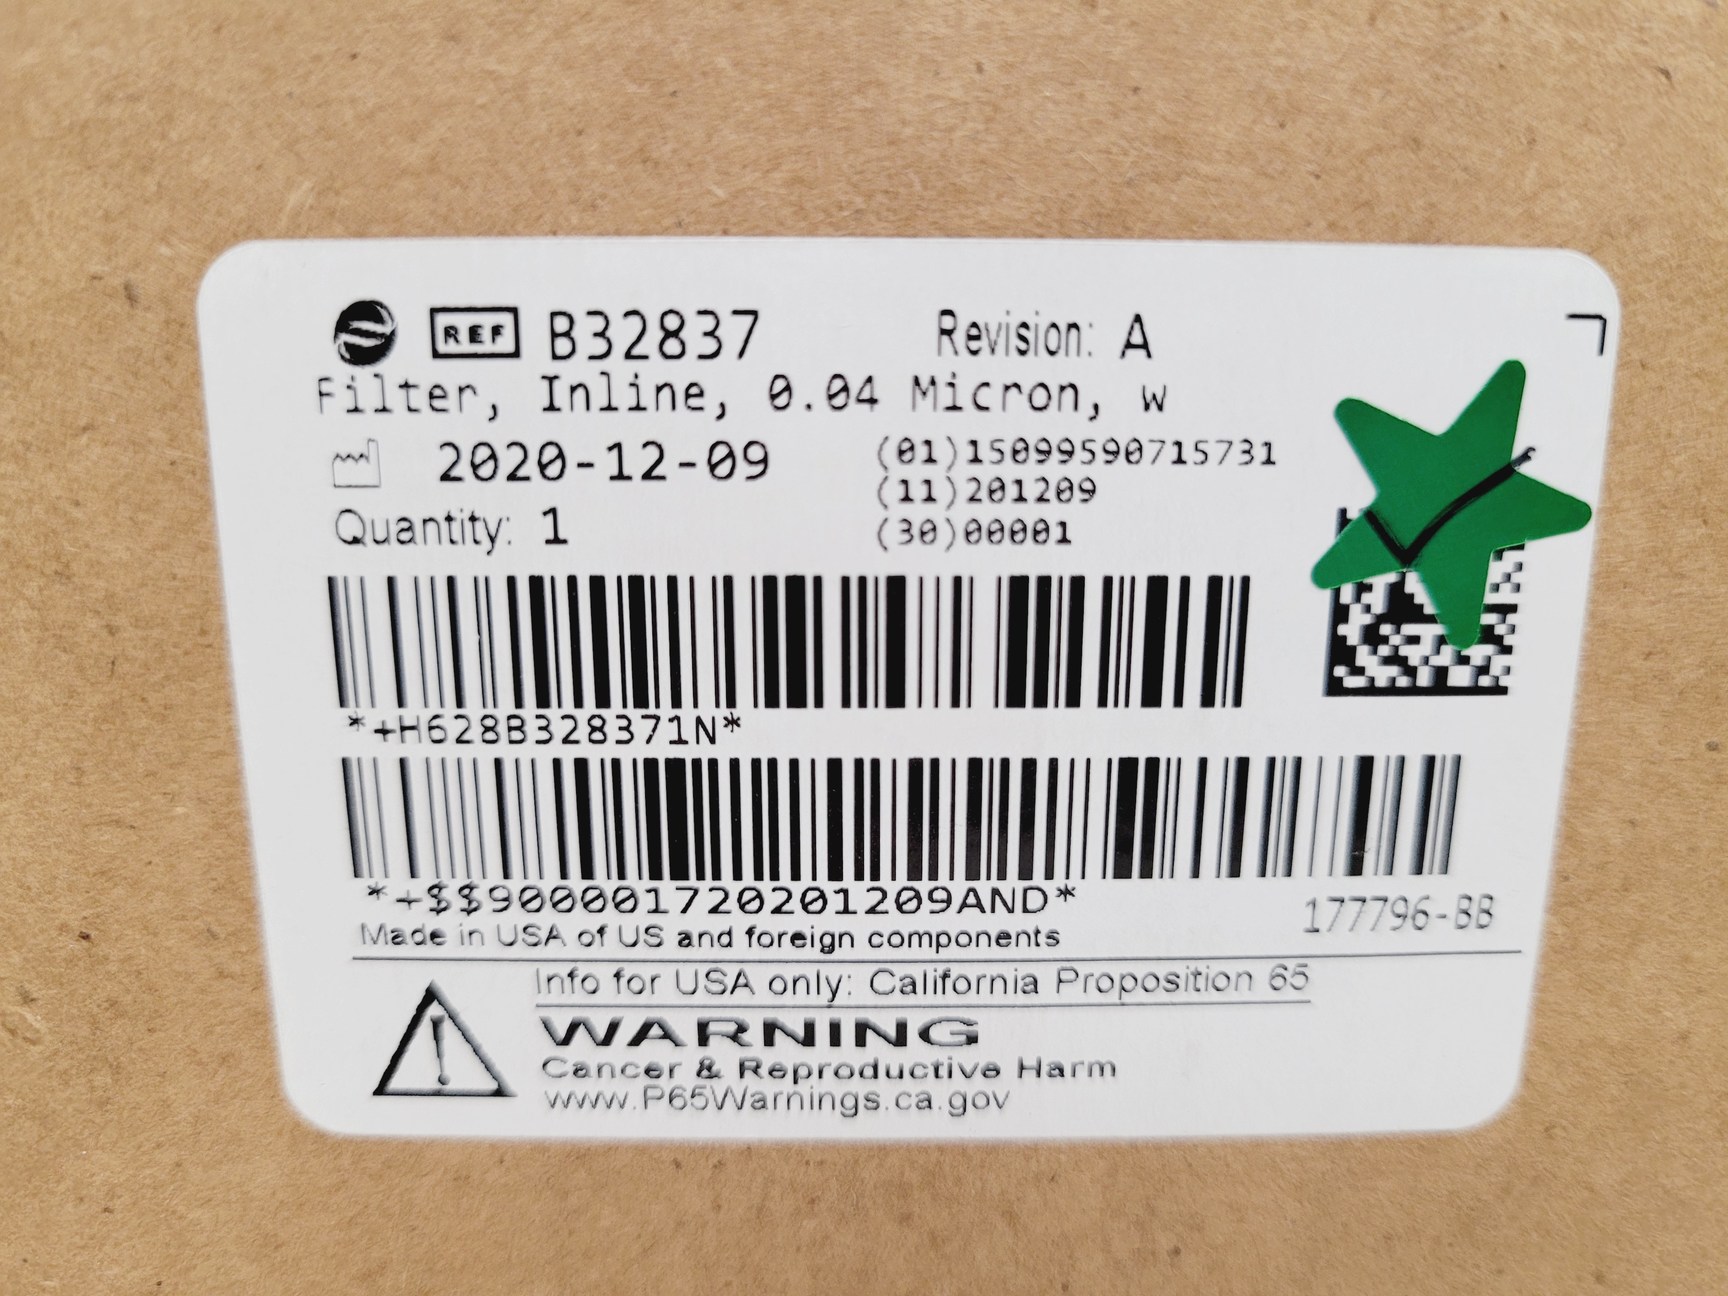 REF B32837 Revision: A
Filter, Inline, 0.04 Micron, w
2020-12-09 (01)15099590715731
(11)201209
Quantity: 1 (30)00001
*+H628B328371N*
*+$$900001720201209AND*
177796-BB
Made in USA of US and foreign components
Info for USA only: California Proposition 65
WARNING
Cancer & Reproductive Harm
www.P65Warnings.ca.gov